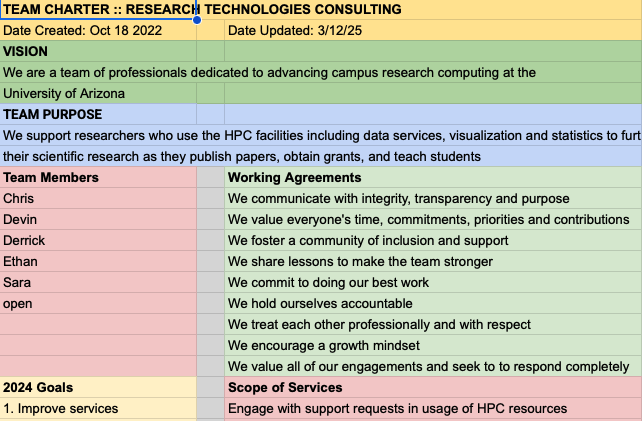 TEAM CHARTER :: RESEARCH TECHNOLOGIES CONSULTING
Date Created: Oct 18 2022 Date Updated: 3/12/25
VISION
We are a team of professionals dedicated to advancing campus research computing at the
University of Arizona
TEAM PURPOSE
We support researchers who use the HPC facilities including data services, visualization and statistics to furt
their scientific research as they publish papers, obtain grants, and teach students
Team Members Working Agreements
Chris We communicate with integrity, transparency and purpose
Devin We value everyone's time, commitments, priorities and contributions
Derrick We foster a community of inclusion and support
Ethan We share lessons to make the team stronger
Sara We commit to doing our best work
open We hold ourselves accountable
We treat each other professionally and with respect
We encourage a growth mindset
We value all of our engagements and seek to to respond completely
2024 Goals Scope of Services
1. Improve services Engage with support requests in usage of HPC resources